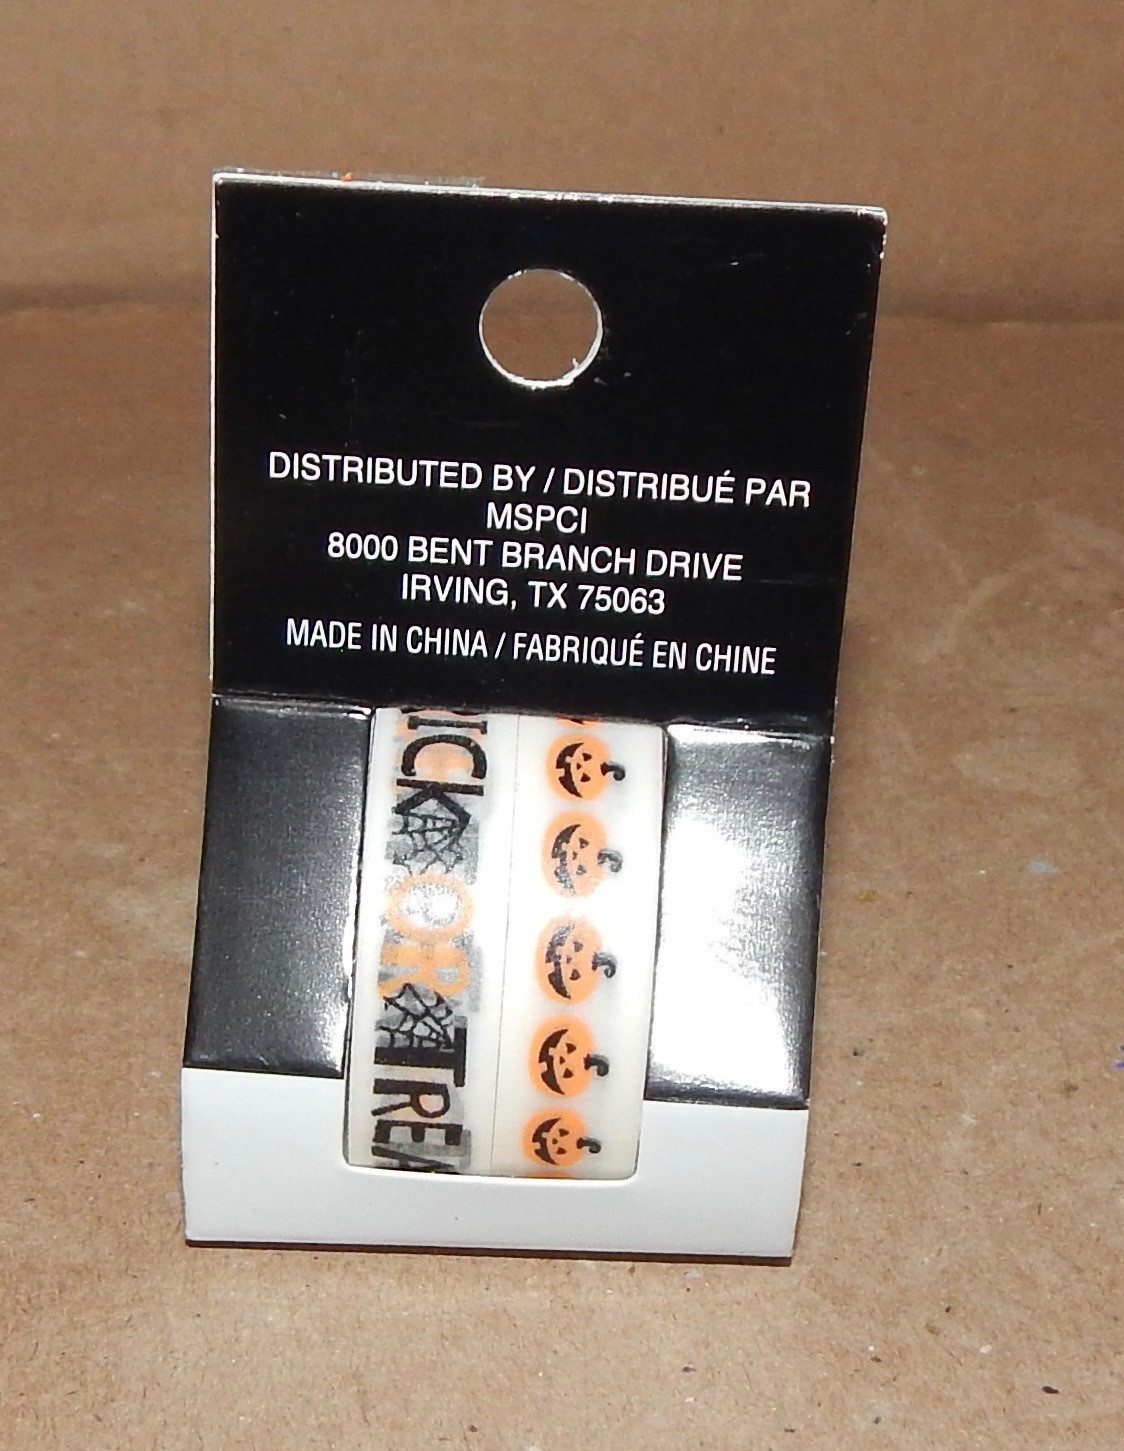 DISTRIBUTED BY / DISTRIBUÉ PAR
MSPCI
8000 BENT BRANCH DRIVE
IRVING, TX 75063
MADE IN CHINA / FABRIQUÉ EN CHINE
RICK
OR
TREA